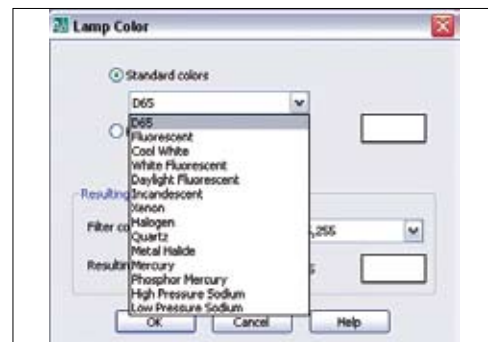 Lamp Color
Standard colors
D65
D65
Fluorescent
Cool White
White Fluorescent
Daylight Fluorescent
Resulting
Incandescent
Xenon
Halogen
Filter co
,255
Quartz
Metal Halide
Resultin
Mercury
Phosphor Mercury
High Pressure Sodium
Low Pressure Sodium
OK Cancel Help